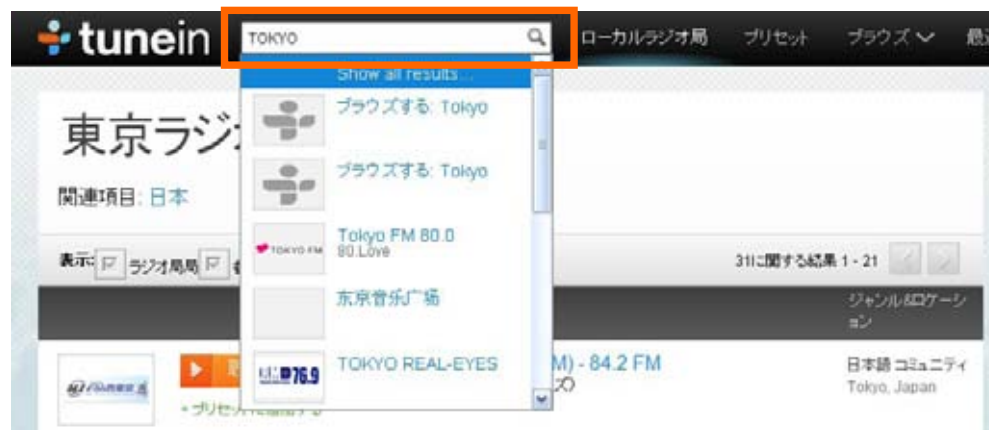 tunein TOKYO ローカルラジオ局 プリセット ブラウズ
Show all results...
東京ラジ
ブラウズする: Tokyo
ブラウズする: Tokyo
関連項目: 日本
TOKYO FM
Tokyo FM 80.0
80.Love
表示: ラジオ局局
31に関する結果 1 - 21
东京音乐广场
ジャンル&ロケーション
76.9
TOKYO REAL-EYES
M) - 84.2 FM
日本語 コミュニティ
Tokyo, Japan